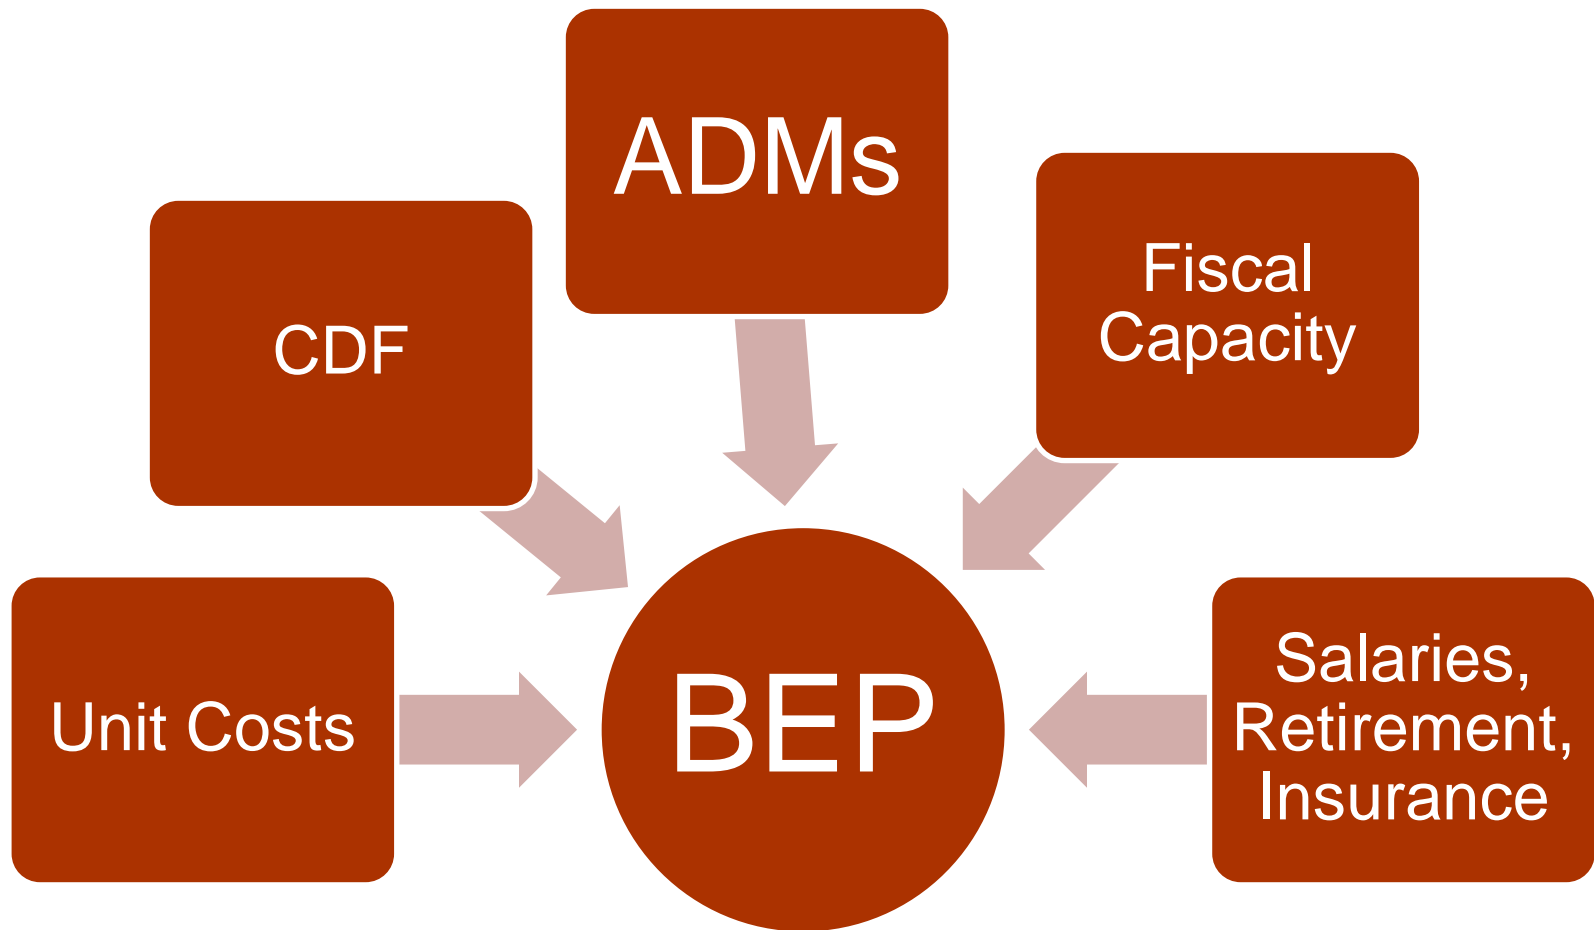 ADMs
CDF
Fiscal
Capacity
Unit Costs
BEP
Salaries,
Retirement,
Insurance